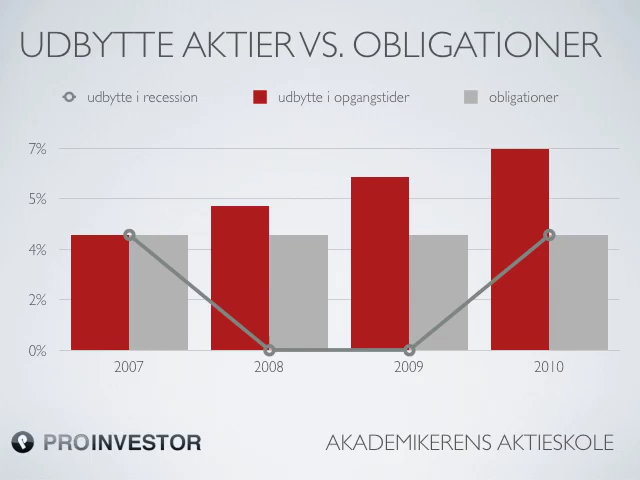 UDBYTTE AKTIER VS. OBLIGATIONER
udbytte i recession udbytte i opgangstider obligationer
7%
5%
4%
2%
0%
2007 2008 2009 2010
PROINVESTOR AKADEMIKERENS AKTIESKOLE